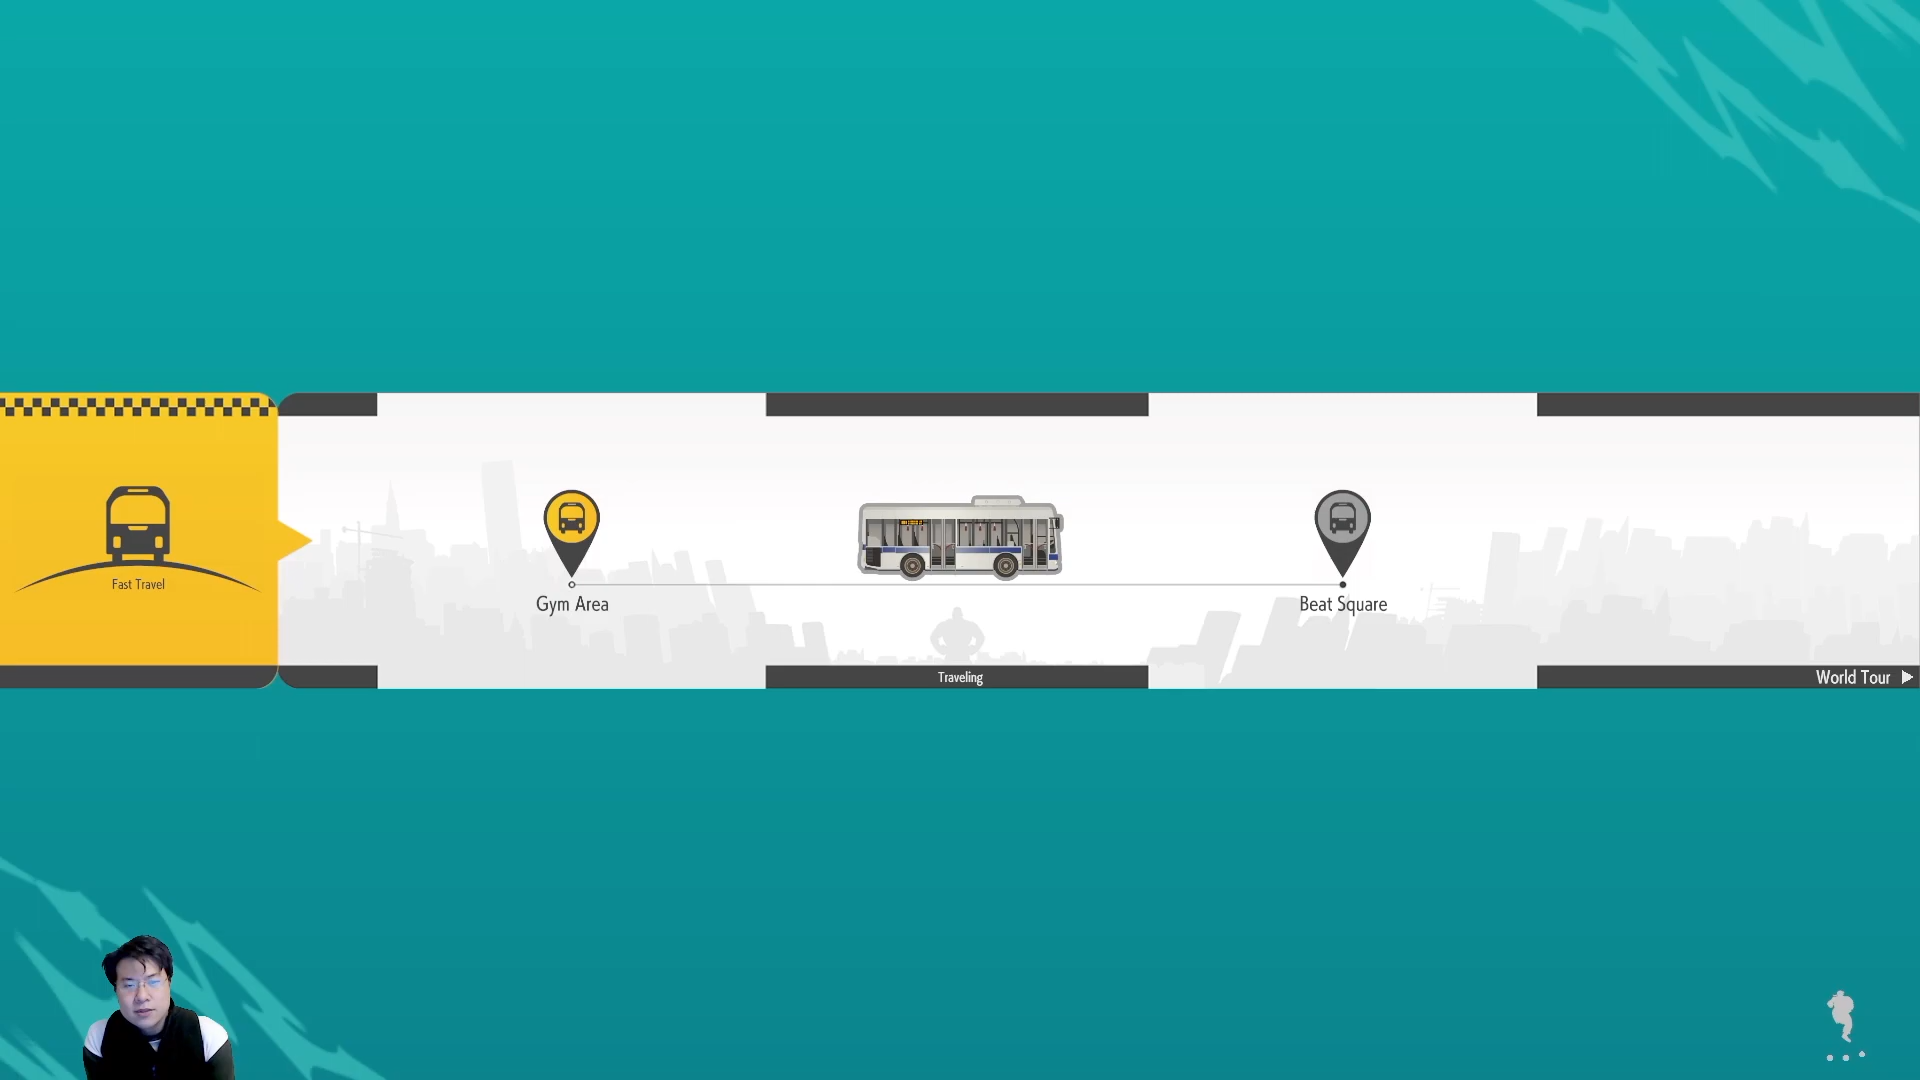 Fast Travel
Gym Area
Beat Square
Traveling
World Tour